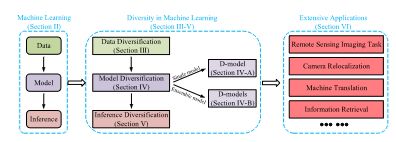 Machine Learning
(Section II)
Data
Model
Inference
Diversity in Machine Learning
(Section III-V)
Data Diversification
(Section III)
Model Diversification
(Section IV)
Inference Diversification
(Section V)
Single model
Ensemble model
D-model
(Section IV-A)
D-models
(Section IV-B)
Extensive Applications
(Section VI)
Remote Sensing Imaging Task
Camera Relocalization
Machine Translation
Information Retrieval